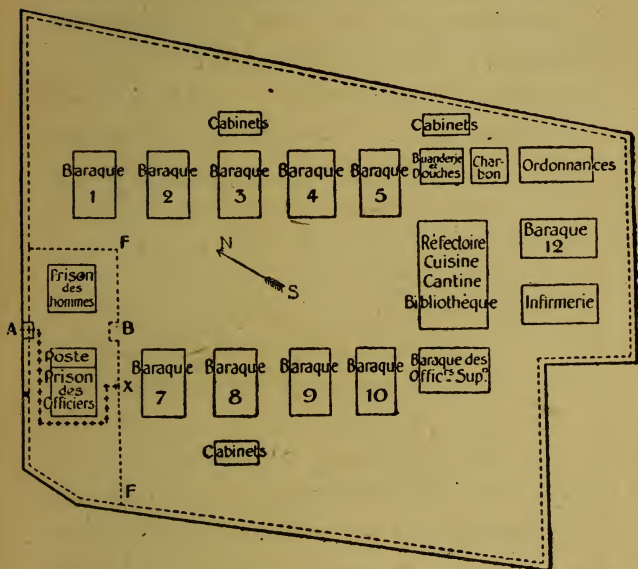 Cabinets
Cabinets
Baraque
1
Baraque
2
Baraque
3
Baraque
4
Baraque
5
Buanderie
et
Douches
Char-
bon
Ordonnances
F
N
S
Réfectoire
Cuisine
Cantine
Bibliothèque
Baraque
12
Infirmerie
Prison
des
hommes
A
B
Poste
Prison
des
Officiers
X
Baraque
7
Baraque
8
Baraque
9
Baraque
10
Baraque des
Offic.rs Sup.rs
Cabinets
F